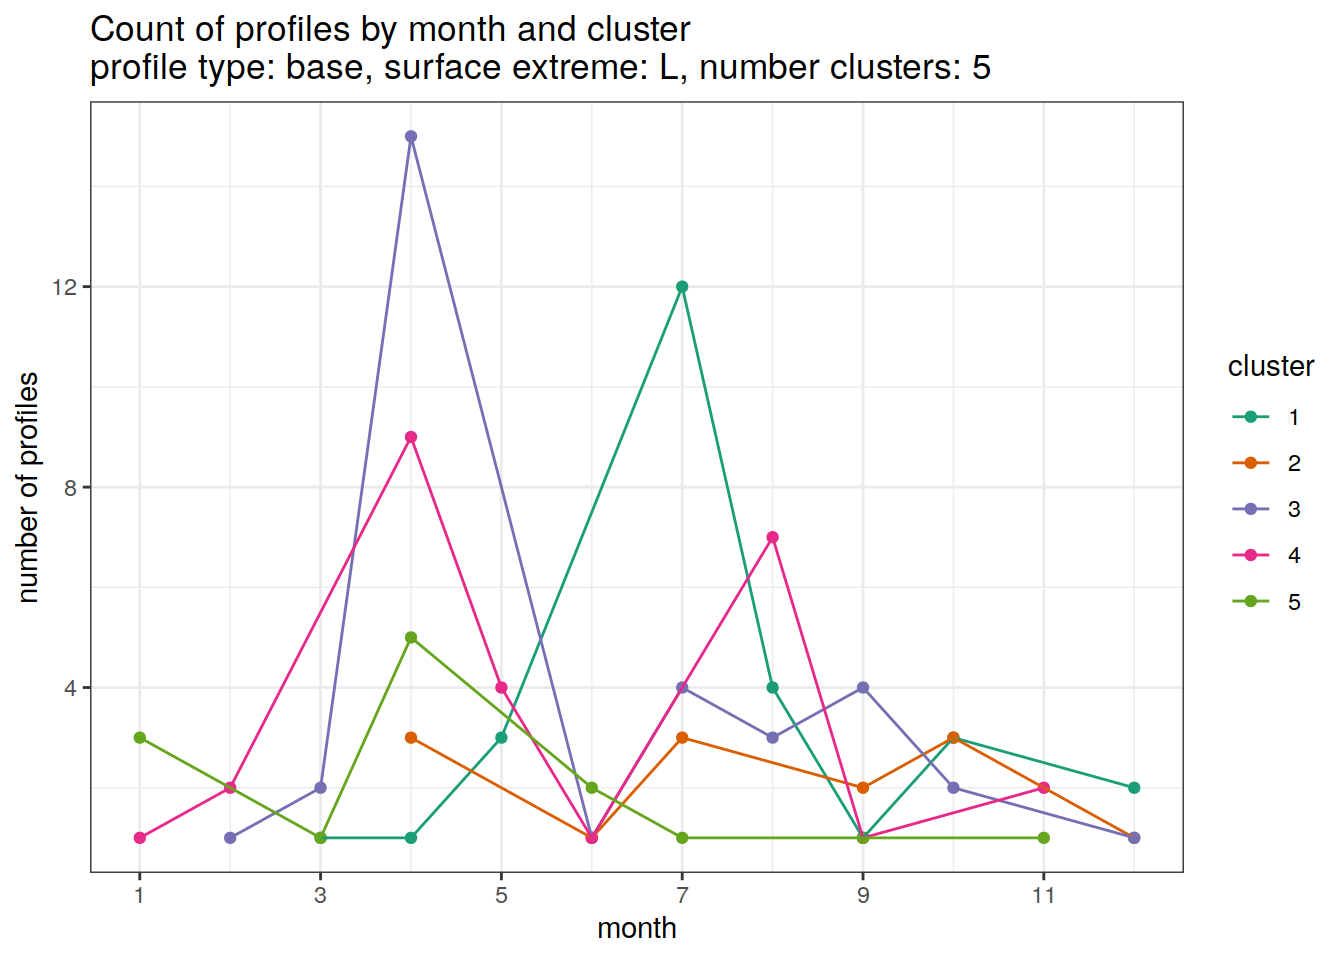 Count of profiles by month and cluster
profile type: base, surface extreme: L, number clusters: 5
12
8
4
number of profiles
1 3 5 7 9 11
month
cluster
1
2
3
4
5